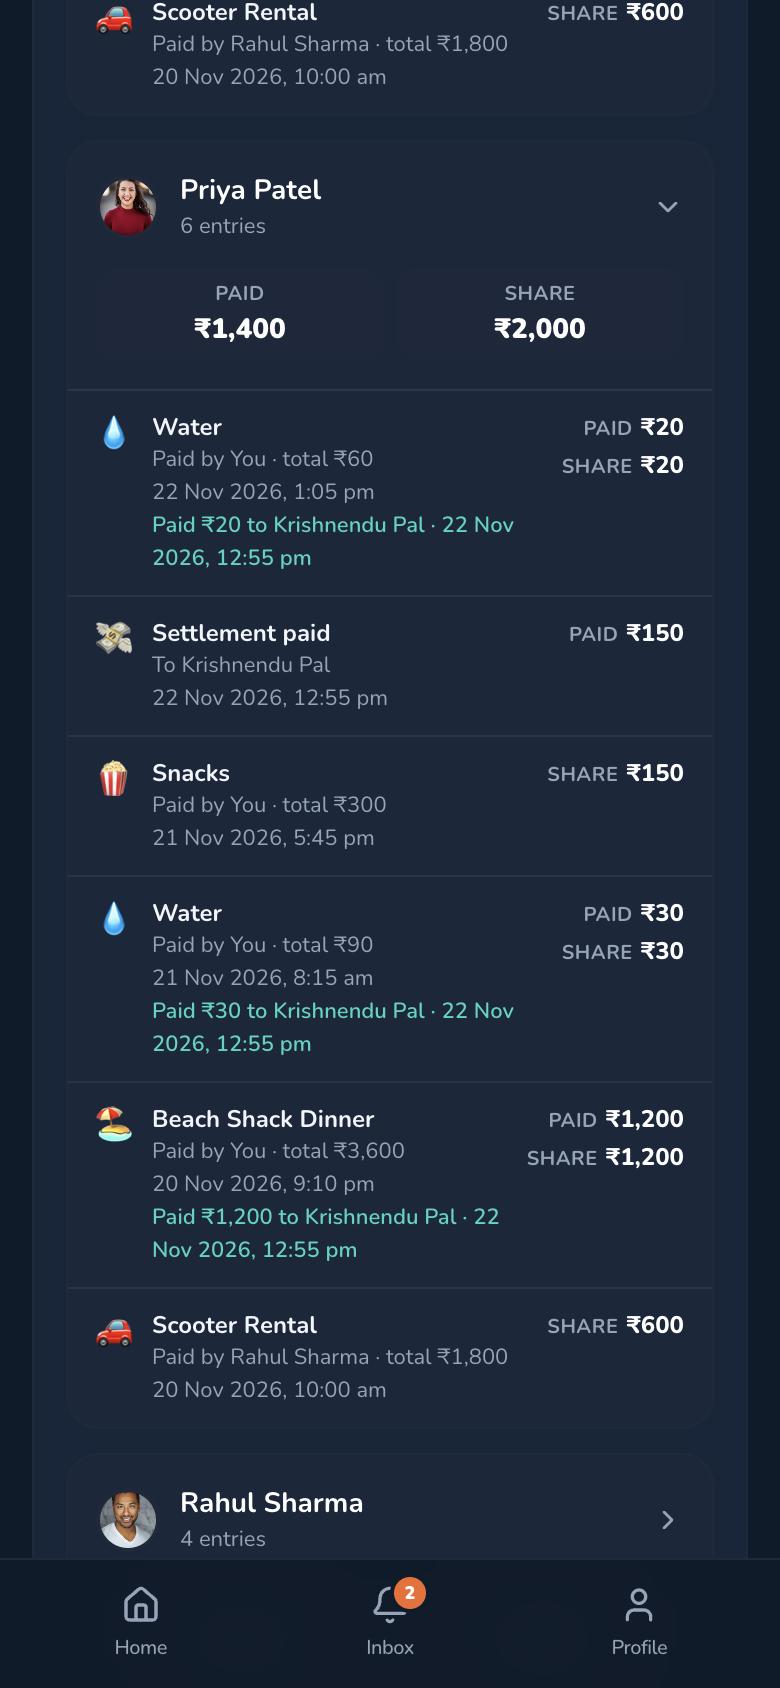 Scooter Rental SHARE ₹600
Paid by Rahul Sharma · total ₹1,800
20 Nov 2026, 10:00 am
Priya Patel
6 entries
PAID SHARE
₹1,400 ₹2,000
Water PAID ₹20
Paid by You · total ₹60 SHARE ₹20
22 Nov 2026, 1:05 pm
Paid ₹20 to Krishnendu Pal · 22 Nov
2026, 12:55 pm
Settlement paid PAID ₹150
To Krishnendu Pal
22 Nov 2026, 12:55 pm
Snacks SHARE ₹150
Paid by You · total ₹300
21 Nov 2026, 5:45 pm
Water PAID ₹30
Paid by You · total ₹90 SHARE ₹30
21 Nov 2026, 8:15 am
Paid ₹30 to Krishnendu Pal · 22 Nov
2026, 12:55 pm
Beach Shack Dinner PAID ₹1,200
Paid by You · total ₹3,600 SHARE ₹1,200
20 Nov 2026, 9:10 pm
Paid ₹1,200 to Krishnendu Pal · 22
Nov 2026, 12:55 pm
Scooter Rental SHARE ₹600
Paid by Rahul Sharma · total ₹1,800
20 Nov 2026, 10:00 am
Rahul Sharma
4 entries
2
Home Inbox Profile